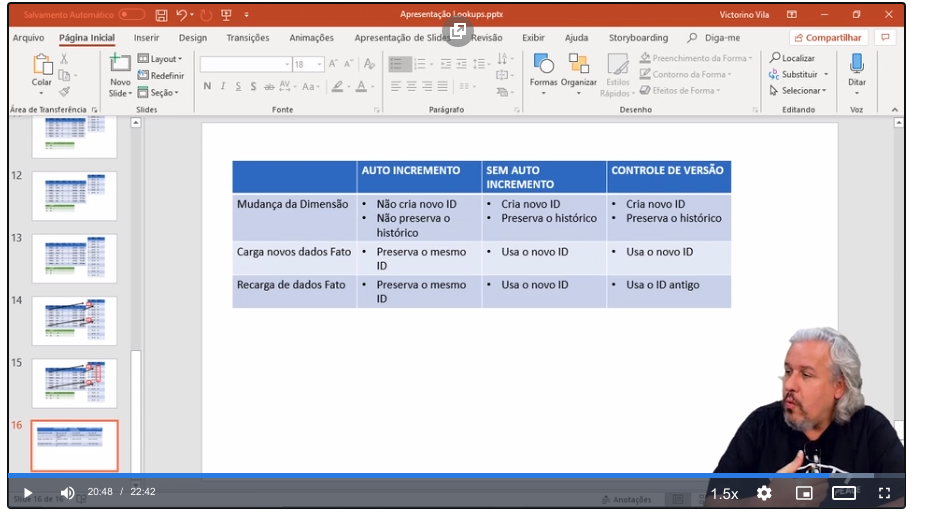 Salvamento Automático
Apresentação Lookups.pptx
Victorino Vila
Arquivo
Página Inicial
Inserir
Design
Transições
Animações
Apresentação de Slides
Revisão
Exibir
Ajuda
Storyboarding
Diga-me
Compartilhar
Colar
Novo
Slide
Layout
Redefinir
Seção
18
N I S S ab AV Aa A
Formas
Organizar
Estilos
Rápidos
Preenchimento da Forma
Contorno da Forma
Efeitos de Forma
Localizar
Substituir
Selecionar
Ditar
Área de Transferência
Slides
Fonte
Parágrafo
Desenho
Editando
Voz
12
13
14
15
16
AUTO INCREMENTO
SEM AUTO
INCREMENTO
CONTROLE DE VERSÃO
Mudança da Dimensão
• Não cria novo ID
• Não preserva o
histórico
• Cria novo ID
• Preserva o histórico
• Cria novo ID
• Preserva o histórico
Carga novos dados Fato
• Preserva o mesmo
ID
• Usa o novo ID
• Usa o novo ID
Recarga de dados Fato
• Preserva o mesmo
ID
• Usa o novo ID
• Usa o ID antigo
20:48 / 22:42
1.5x
Slide 16 de 16
Anotações